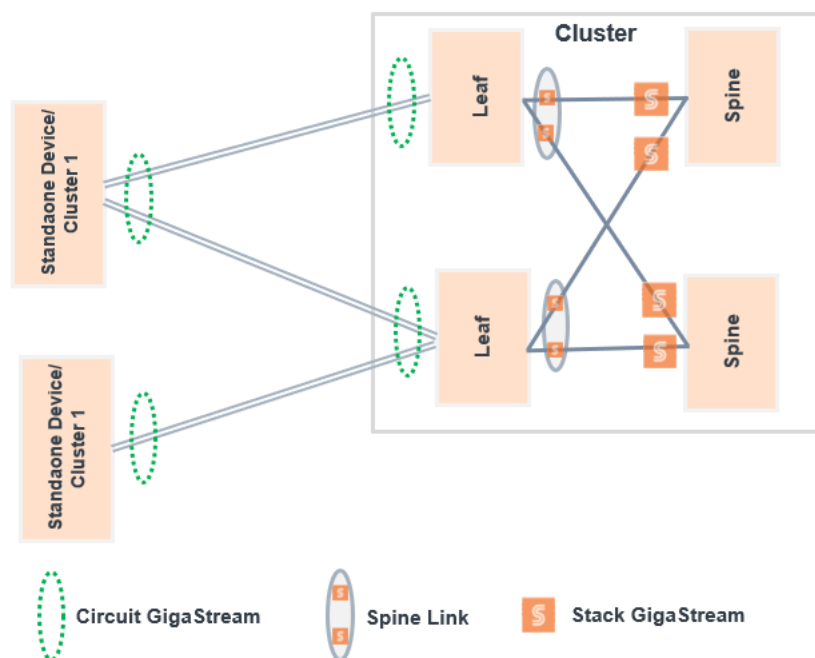 Cluster
Leaf
Spine
Standaone Device/
Cluster 1
Leaf
Spine
Standaone Device/
Cluster 1
Circuit GigaStream
Spine Link
Stack GigaStream